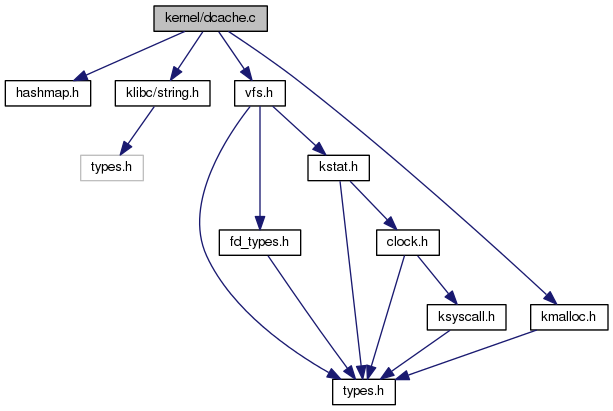 kernel/dcache.c
hashmap.h
klibc/string.h
vfs.h
types.h
kstat.h
fd_types.h
clock.h
ksyscall.h
kmalloc.h
types.h